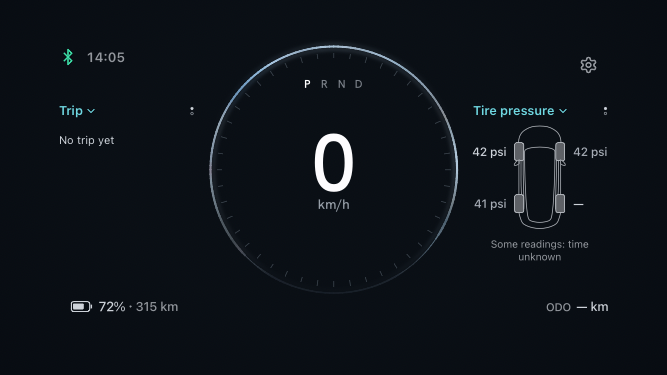 14:05
P R N D
Trip
No trip yet
0
km/h
Tire pressure
42 psi
42 psi
41 psi
—
Some readings: time
unknown
72% · 315 km
ODO — km